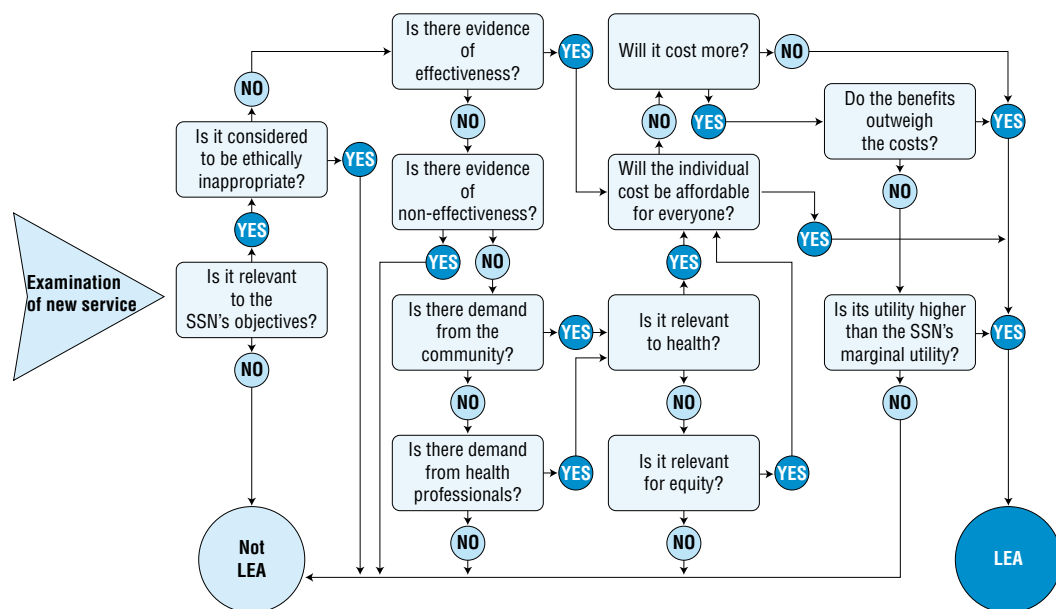 Examination
of new service
Is it relevant
to the
SSN's objectives?
YES
NO
Is it considered
to be ethically
inappropriate?
NO
YES
Is there evidence
of
effectiveness?
YES
NO
Is there evidence
of
non-effectiveness?
YES
NO
Is there demand
from the
community?
YES
NO
Is there demand
from health
professionals?
YES
NO
Will it cost more?
NO
YES
NO
Will the individual
cost be affordable
for everyone?
YES
YES
Is it relevant
to health?
NO
Is it relevant
for equity?
YES
NO
Do the benefits
outweigh
the costs?
YES
NO
Is its utility higher
than the SSN's
marginal utility?
YES
NO
Not
LEA
LEA